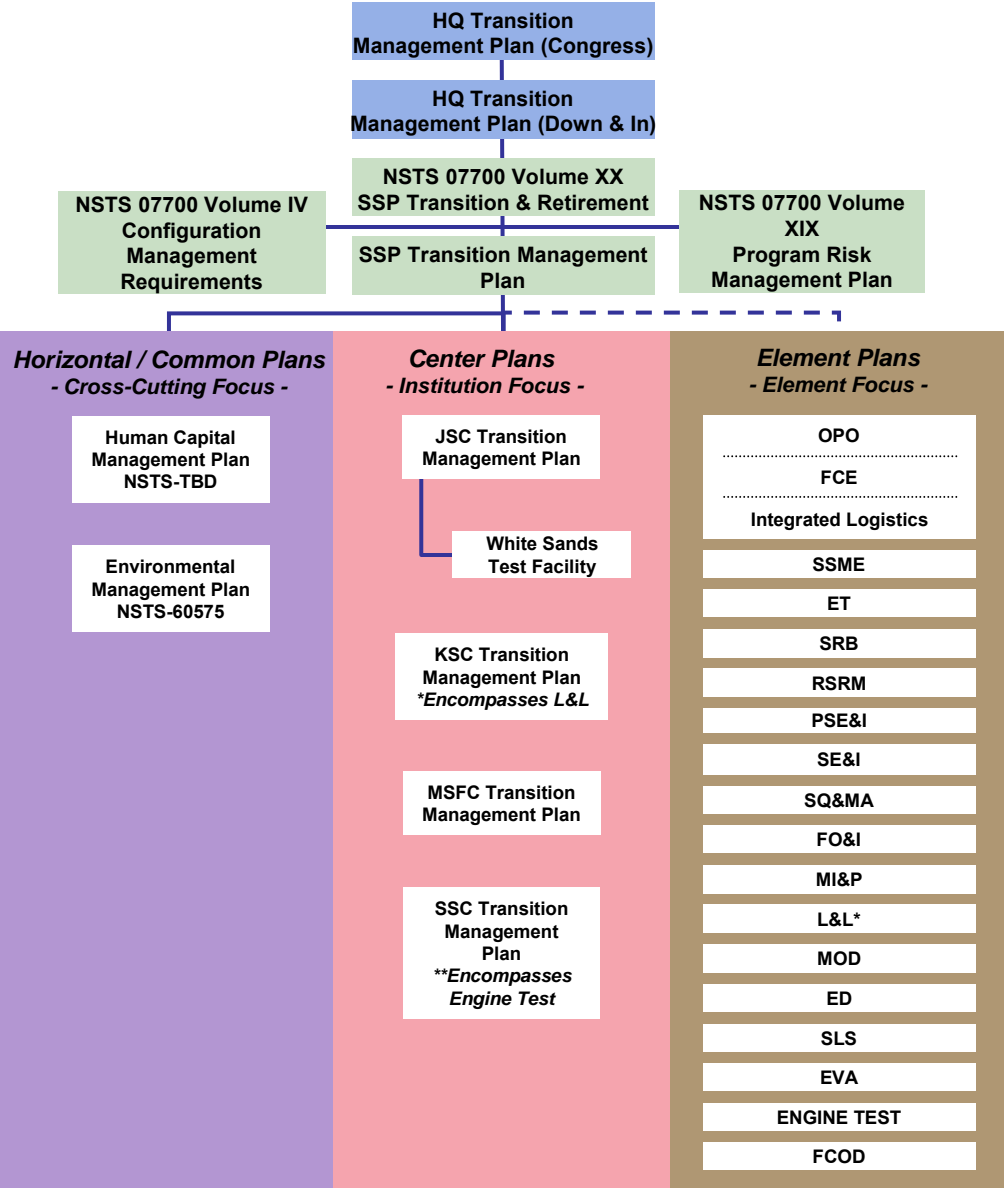 HQ Transition
Management Plan (Congress)
HQ Transition
Management Plan (Down & In)
NSTS 07700 Volume XX
SSP Transition & Retirement
NSTS 07700 Volume IV
Configuration
Management
Requirements
SSP Transition Management
Plan
NSTS 07700 Volume
XIX
Program Risk
Management Plan
Horizontal / Common Plans
- Cross-Cutting Focus -
Human Capital
Management Plan
NSTS-TBD
Environmental
Management Plan
NSTS-60575
Center Plans
- Institution Focus -
JSC Transition
Management Plan
White Sands
Test Facility
KSC Transition
Management Plan
*Encompasses L&L
MSFC Transition
Management Plan
SSC Transition
Management
Plan
**Encompasses
Engine Test
Element Plans
- Element Focus -
OPO
FCE
Integrated Logistics
SSME
ET
SRB
RSRM
PSE&I
SE&I
SQ&MA
FO&I
MI&P
L&L*
MOD
ED
SLS
EVA
ENGINE TEST
FCOD